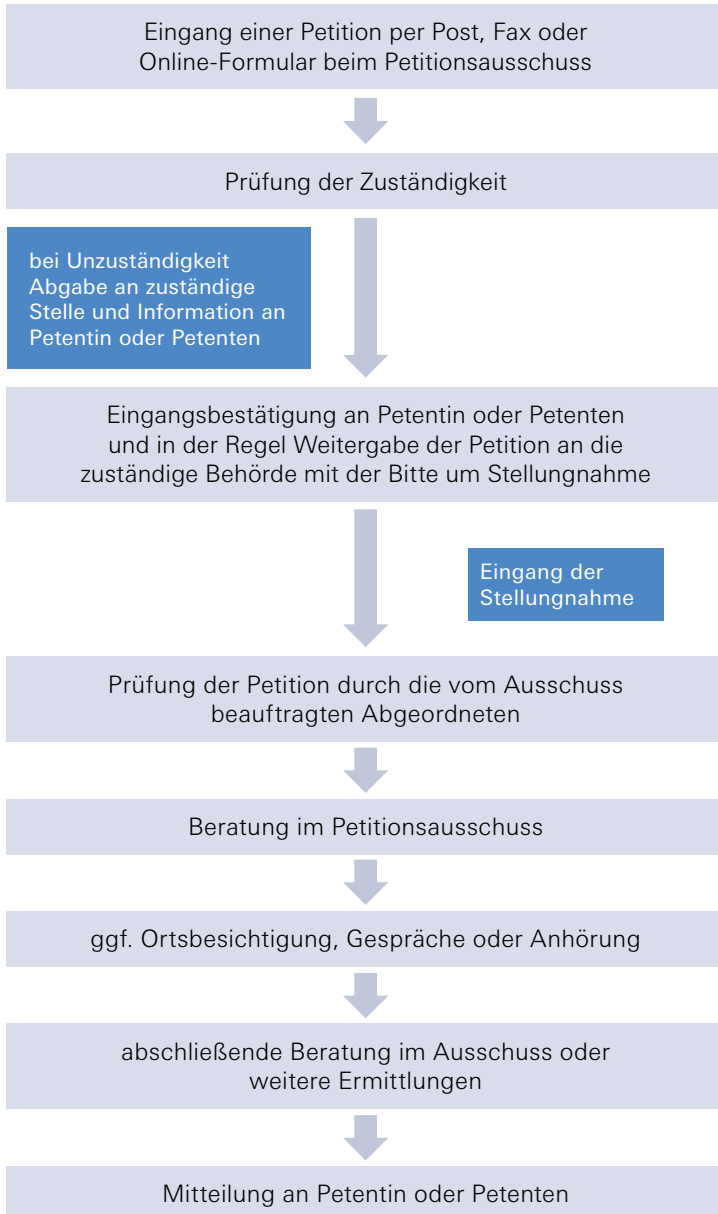 Eingang einer Petition per Post, Fax oder
Online-Formular beim Petitionsausschuss
Prüfung der Zuständigkeit
bei Unzuständigkeit
Abgabe an zuständige
Stelle und Information an
Petentin oder Petenten
Eingangsbestätigung an Petentin oder Petenten
und in der Regel Weitergabe der Petition an die
zuständige Behörde mit der Bitte um Stellungnahme
Eingang der
Stellungnahme
Prüfung der Petition durch die vom Ausschuss
beauftragten Abgeordneten
Beratung im Petitionsausschuss
ggf. Ortsbesichtigung, Gespräche oder Anhörung
abschließende Beratung im Ausschuss oder
weitere Ermittlungen
Mitteilung an Petentin oder Petenten